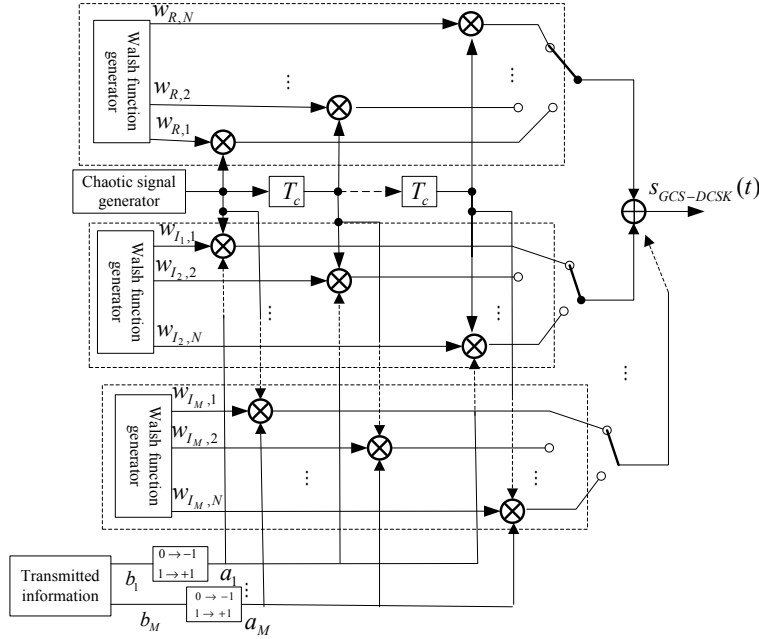 Walsh function generator
w_{R,N}
w_{R,2}
w_{R,1}
⋮
⋮
Chaotic signal generator
T_c
T_c
s_{GCS-DCSK}(t)
Walsh function generator
w_{I_1,1}
w_{I_2,2}
w_{I_2,N}
⋮
⋮
⋮
Walsh function generator
w_{I_M,1}
w_{I_M,2}
w_{I_M,N}
⋮
⋮
Transmitted information
b_1
0→-1
1→+1
a_1
⋮
b_M
0→-1
1→+1
a_M